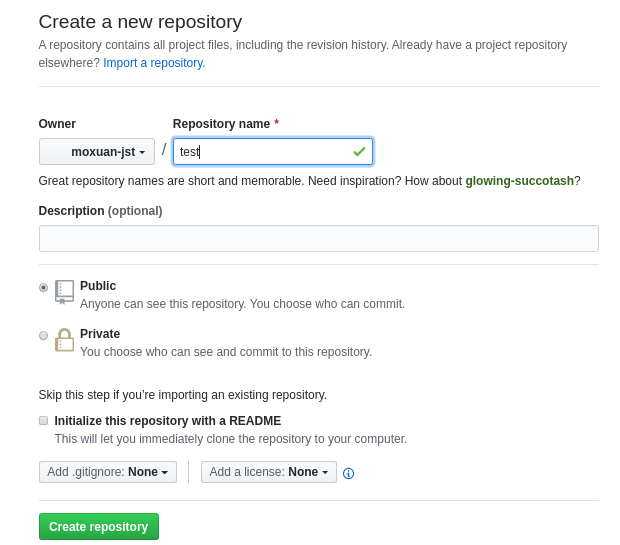 Create a new repository
A repository contains all project files, including the revision history. Already have a project repository
elsewhere? Import a repository.
Owner
Repository name *
moxuan-jst
/
test
Great repository names are short and memorable. Need inspiration? How about glowing-succotash?
Description (optional)
Public
Anyone can see this repository. You choose who can commit.
Private
You choose who can see and commit to this repository.
Skip this step if you’re importing an existing repository.
Initialize this repository with a README
This will let you immediately clone the repository to your computer.
Add .gitignore: None
Add a license: None
Create repository